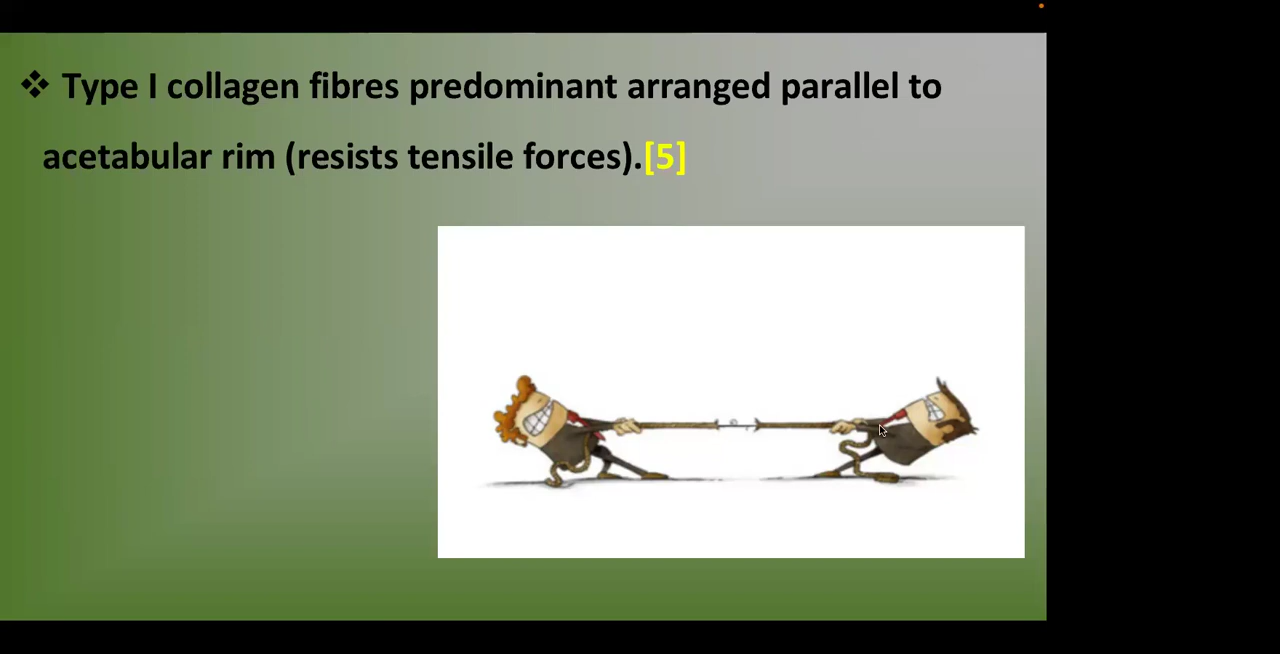 ❖ Type I collagen fibres predominant arranged parallel to
acetabular rim (resists tensile forces).[5]